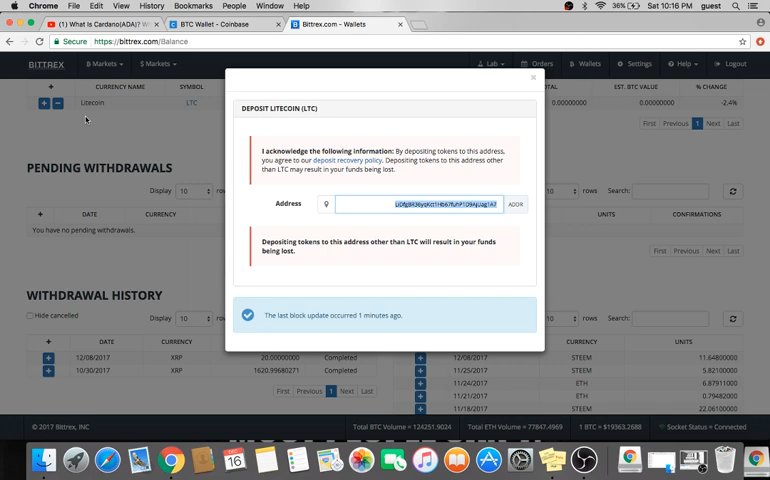 Chrome File Edit View History Bookmarks People Window Help 36% Sat 10:16 PM guest
(1) What Is Cardano(ADA)? W BTC Wallet - Coinbase Bittrex.com - Wallets
Secure https://bittrex.com/Balance
BITTREX B Markets $ Markets Lab Orders Wallets Settings Help Logout
CURRENCY NAME SYMBOL TOTAL EST. BTC VALUE % CHANGE
Litecoin LTC 0.00000000 0.00000000 -2.4%
First Previous 1 Next Last
DEPOSIT LITECOIN (LTC)
I acknowledge the following information: By depositing tokens to this address,
you agree to our deposit recovery policy. Depositing tokens to this address other
than LTC may result in your funds being lost.
Address ADDR
Depositing tokens to this address other than LTC will result in your funds
being lost.
The last block update occurred 1 minutes ago.
PENDING WITHDRAWALS
Display 10 rows 10 rows Search:
DATE CURRENCY UNITS CONFIRMATIONS
You have no pending withdrawals.
First Previous Next Last
WITHDRAWAL HISTORY
Hide cancelled Display 10 rows 10 rows Search:
DATE CURRENCY UNITS STATUS DATE CURRENCY UNITS
12/08/2017 XRP 20.00000000 Completed 12/08/2017 STEEM 11.64800000
10/30/2017 XRP 1620.99680271 Completed 11/25/2017 STEEM 5.82100000
11/24/2017 ETH 6.87911000
11/21/2017 ETH 0.79482000
11/18/2017 STEEM 22.06100000
First Previous 1 Next Last
© 2017 Bittrex, INC Total BTC Volume = 124251.9024 Total ETH Volume = 77847.4969 1 BTC = $19363.2688 Socket Status = Connected